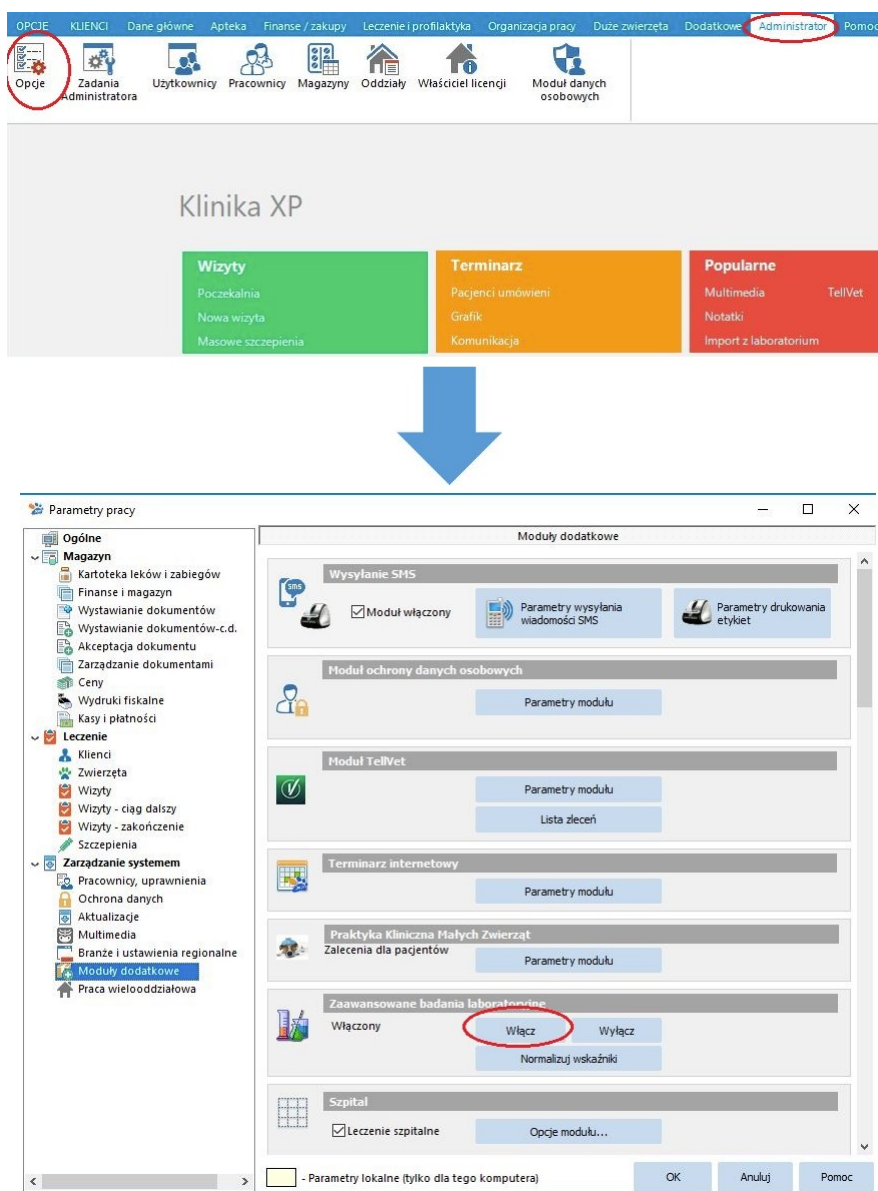 OPCJE KLIENCI Dane główne Apteka Finanse / zakupy Leczenie i profilaktyka Organizacja pracy Duże zwierzęta Dodatkowe Administrator Pomoc
Opcje Zadania Administratora Użytkownicy Pracownicy Magazyny Oddziały Właściciel licencji Moduł danych osobowych
Klinika XP
Wizyty Terminarz Popularne
Poczekalnia Pacjenci umówieni Multimedia TellVet
Nowa wizyta Grafik Notatki
Masowe szczepienia Komunikacja Import z laboratorium
Parametry pracy
Ogólne
Magazyn
Kartoteka leków i zabiegów
Finanse i magazyn
Wystawianie dokumentów
Wystawianie dokumentów-c.d.
Akceptacja dokumentu
Zarządzanie dokumentami
Ceny
Wydruki fiskalne
Kasy i płatności
Leczenie
Klienci
Zwierzęta
Wizyty
Wizyty - ciąg dalszy
Wizyty - zakończenie
Szczepienia
Zarządzanie systemem
Pracownicy, uprawnienia
Ochrona danych
Aktualizacje
Multimedia
Branże i ustawienia regionalne
Moduły dodatkowe
Praca wielooddziałowa
Moduły dodatkowe
Wysyłanie SMS
sms
Moduł włączony
Parametry wysyłania wiadomości SMS
Parametry drukowania etykiet
Moduł ochrony danych osobowych
Parametry modułu
Moduł TellVet
Parametry modułu
Lista zleceń
Terminarz internetowy
Parametry modułu
Praktyka Kliniczna Małych Zwierząt
Zalecenia dla pacjentów
Parametry modułu
Zaawansowane badania laboratoryjne
Włączony Włącz Wyłącz
Normalizuj wskaźniki
Szpital
Leczenie szpitalne Opcje modułu...
- Parametry lokalne (tylko dla tego komputera) OK Anuluj Pomoc